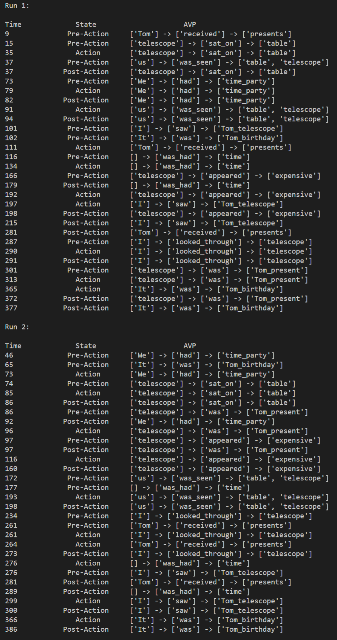 Run 1:
Time State AVP
9 Pre-Action ['Tom'] -> ['received'] -> ['presents']
15 Pre-Action ['telescope'] -> ['sat_on'] -> ['table']
35 Action ['telescope'] -> ['sat_on'] -> ['table']
37 Pre-Action ['us'] -> ['was_seen'] -> ['table', 'telescope']
37 Post-Action ['telescope'] -> ['sat_on'] -> ['table']
73 Pre-Action ['We'] -> ['had'] -> ['time_party']
79 Action ['We'] -> ['had'] -> ['time_party']
82 Post-Action ['We'] -> ['had'] -> ['time_party']
91 Action ['us'] -> ['was_seen'] -> ['table', 'telescope']
94 Post-Action ['us'] -> ['was_seen'] -> ['table', 'telescope']
101 Pre-Action ['I'] -> ['saw'] -> ['Tom_telescope']
102 Pre-Action ['It'] -> ['was'] -> ['Tom_birthday']
111 Action ['Tom'] -> ['received'] -> ['presents']
116 Pre-Action [] -> ['was_had'] -> ['time']
134 Action [] -> ['was_had'] -> ['time']
166 Pre-Action ['telescope'] -> ['appeared'] -> ['expensive']
179 Post-Action [] -> ['was_had'] -> ['time']
192 Action ['telescope'] -> ['appeared'] -> ['expensive']
197 Action ['I'] -> ['saw'] -> ['Tom_telescope']
198 Post-Action ['telescope'] -> ['appeared'] -> ['expensive']
215 Post-Action ['I'] -> ['saw'] -> ['Tom_telescope']
281 Post-Action ['Tom'] -> ['received'] -> ['presents']
287 Pre-Action ['I'] -> ['looked_through'] -> ['telescope']
290 Action ['I'] -> ['looked_through'] -> ['telescope']
291 Post-Action ['I'] -> ['looked_through'] -> ['telescope']
301 Pre-Action ['telescope'] -> ['was'] -> ['Tom_present']
313 Action ['telescope'] -> ['was'] -> ['Tom_present']
365 Action ['It'] -> ['was'] -> ['Tom_birthday']
372 Post-Action ['telescope'] -> ['was'] -> ['Tom_present']
377 Post-Action ['It'] -> ['was'] -> ['Tom_birthday']
Run 2:
Time State AVP
46 Pre-Action ['We'] -> ['had'] -> ['time_party']
65 Pre-Action ['It'] -> ['was'] -> ['Tom_birthday']
73 Action ['We'] -> ['had'] -> ['time_party']
74 Pre-Action ['telescope'] -> ['sat_on'] -> ['table']
85 Action ['telescope'] -> ['sat_on'] -> ['table']
86 Post-Action ['telescope'] -> ['sat_on'] -> ['table']
86 Pre-Action ['telescope'] -> ['was'] -> ['Tom_present']
92 Post-Action ['We'] -> ['had'] -> ['time_party']
96 Action ['telescope'] -> ['was'] -> ['Tom_present']
97 Pre-Action ['telescope'] -> ['appeared'] -> ['expensive']
97 Post-Action ['telescope'] -> ['was'] -> ['Tom_present']
116 Action ['telescope'] -> ['appeared'] -> ['expensive']
160 Post-Action ['telescope'] -> ['appeared'] -> ['expensive']
172 Pre-Action ['us'] -> ['was_seen'] -> ['table', 'telescope']
177 Pre-Action [] -> ['was_had'] -> ['time']
193 Action ['us'] -> ['was_seen'] -> ['table', 'telescope']
198 Post-Action ['us'] -> ['was_seen'] -> ['table', 'telescope']
234 Pre-Action ['I'] -> ['looked_through'] -> ['telescope']
261 Pre-Action ['Tom'] -> ['received'] -> ['presents']
261 Action ['I'] -> ['looked_through'] -> ['telescope']
264 Action ['Tom'] -> ['received'] -> ['presents']
273 Post-Action ['I'] -> ['looked_through'] -> ['telescope']
276 Action [] -> ['was_had'] -> ['time']
276 Pre-Action ['I'] -> ['saw'] -> ['Tom_telescope']
281 Post-Action ['Tom'] -> ['received'] -> ['presents']
289 Post-Action [] -> ['was_had'] -> ['time']
299 Action ['I'] -> ['saw'] -> ['Tom_telescope']
300 Post-Action ['I'] -> ['saw'] -> ['Tom_telescope']
366 Action ['It'] -> ['was'] -> ['Tom_birthday']
386 Post-Action ['It'] -> ['was'] -> ['Tom_birthday']